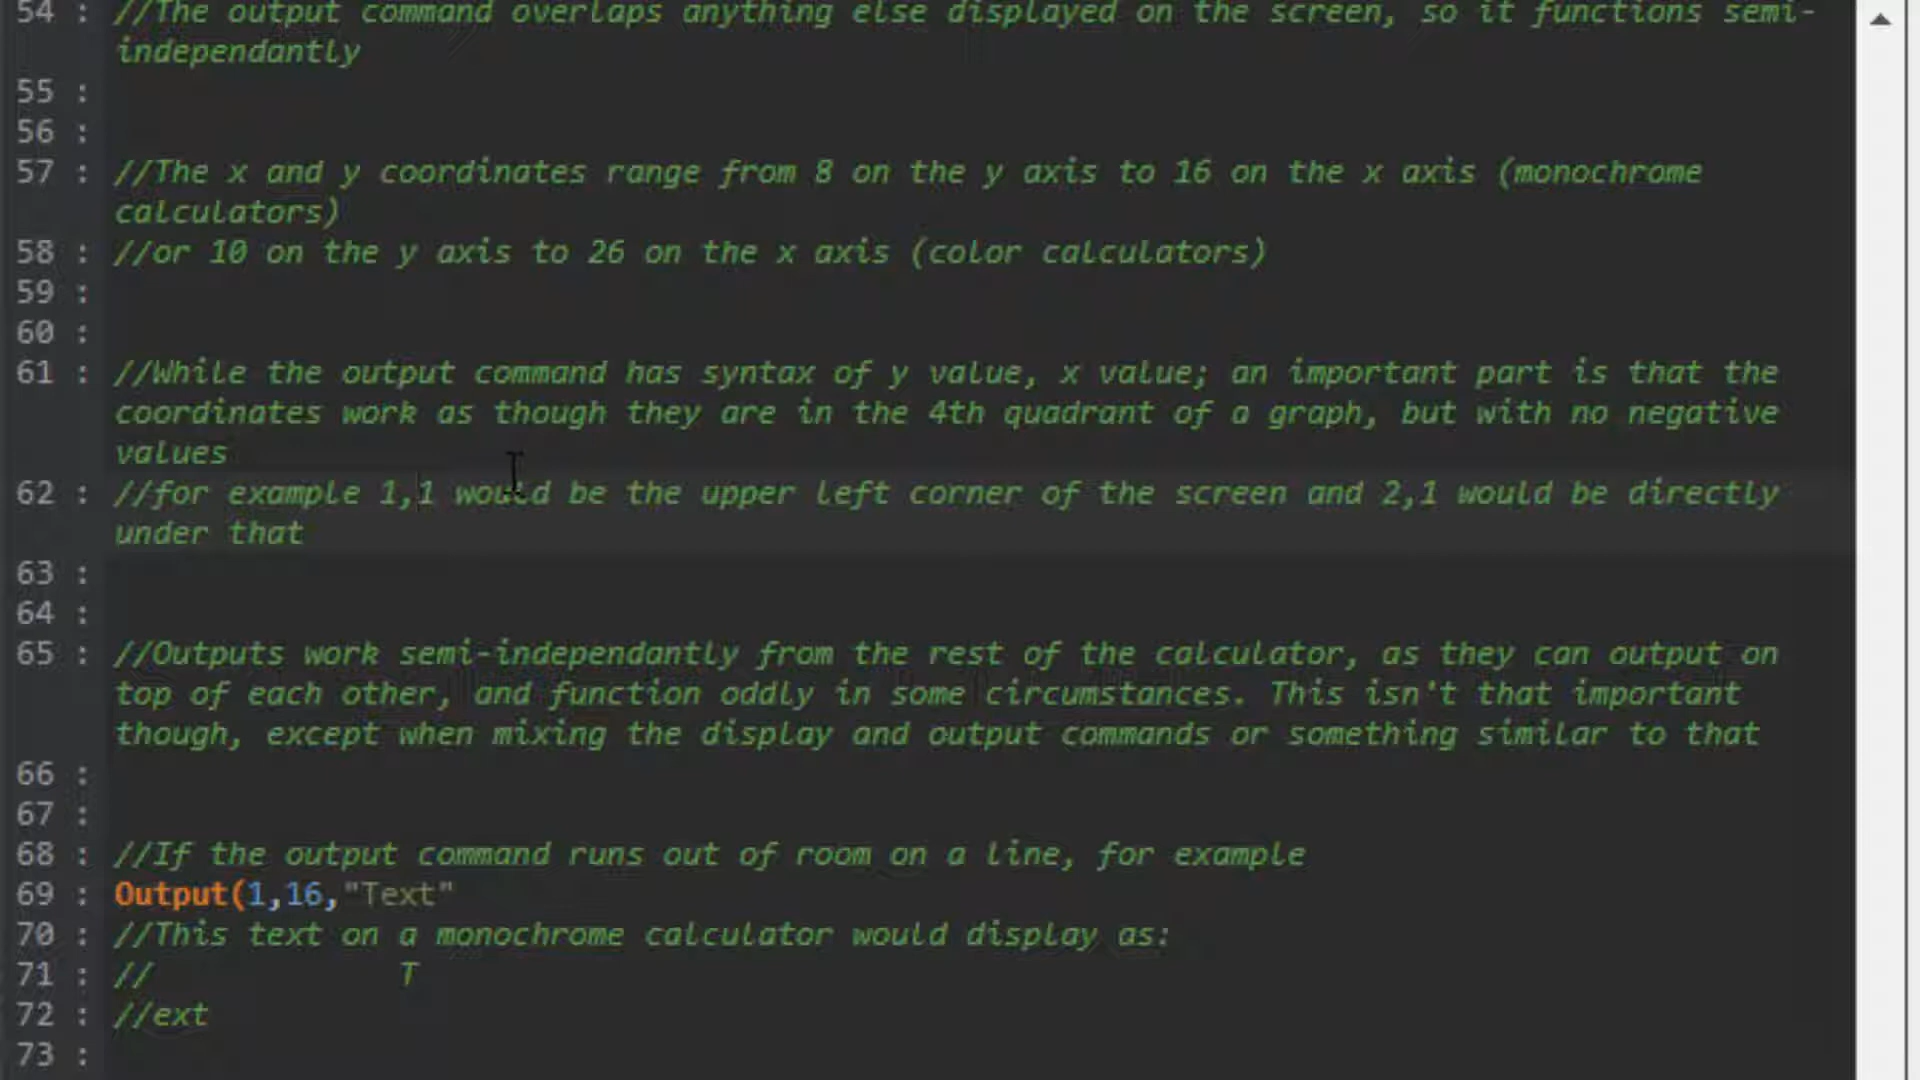 54 : //The output command overlaps anything else displayed on the screen, so it functions semi-
independantly
55 :
56 :
57 : //The x and y coordinates range from 8 on the y axis to 16 on the x axis (monochrome
calculators)
58 : //or 10 on the y axis to 26 on the x axis (color calculators)
59 :
60 :
61 : //While the output command has syntax of y value, x value; an important part is that the
coordinates work as though they are in the 4th quadrant of a graph, but with no negative
values
62 : //for example 1,1 would be the upper left corner of the screen and 2,1 would be directly
under that
63 :
64 :
65 : //Outputs work semi-independantly from the rest of the calculator, as they can output on
top of each other, and function oddly in some circumstances. This isn't that important
though, except when mixing the display and output commands or something similar to that
66 :
67 :
68 : //If the output command runs out of room on a line, for example
69 : Output(1,16,"Text"
70 : //This text on a monochrome calculator would display as:
71 : //             T
72 : //ext
73 :